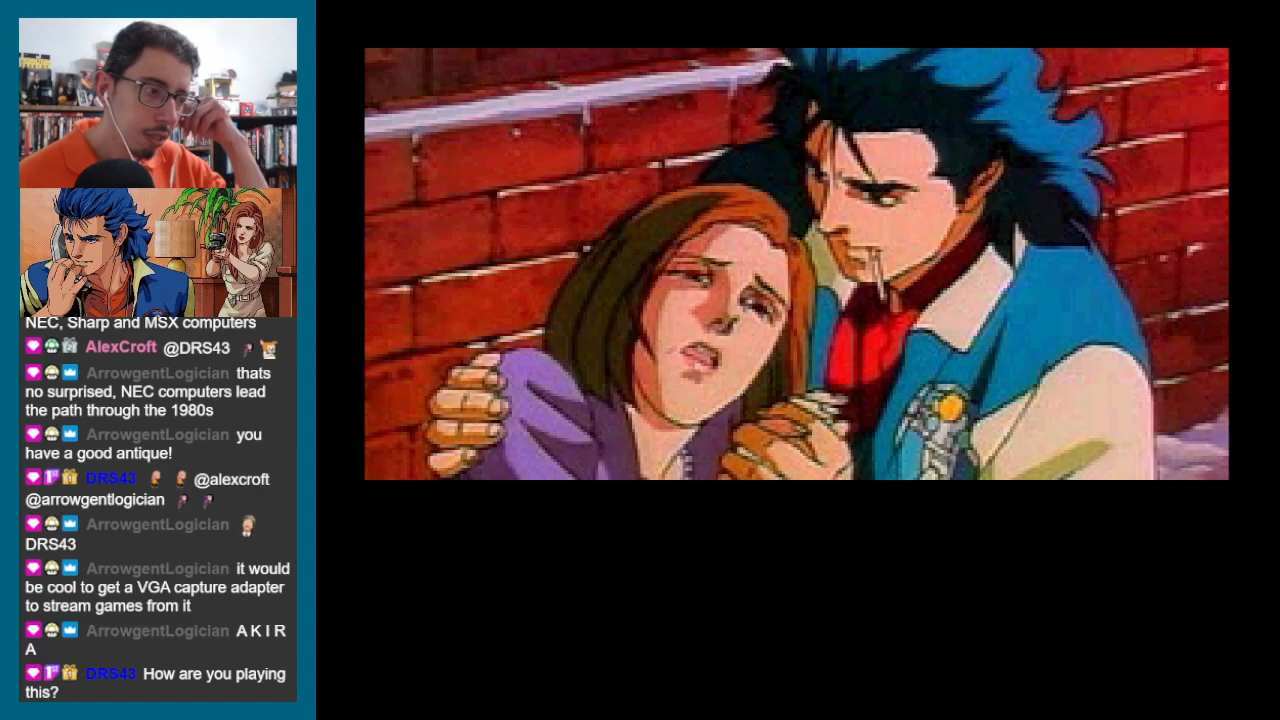 NEC, Sharp and MSX computers
AlexCroft @DRS43
ArrowgentLogician thats
no surprised, NEC computers lead
the path through the 1980s
ArrowgentLogician you
have a good antique!
DRS43 @alexcroft
@arrowgentlogician
ArrowgentLogician
DRS43
ArrowgentLogician it would
be cool to get a VGA capture adapter
to stream games from it
ArrowgentLogician A K I R
A
DRS43 How are you playing
this?